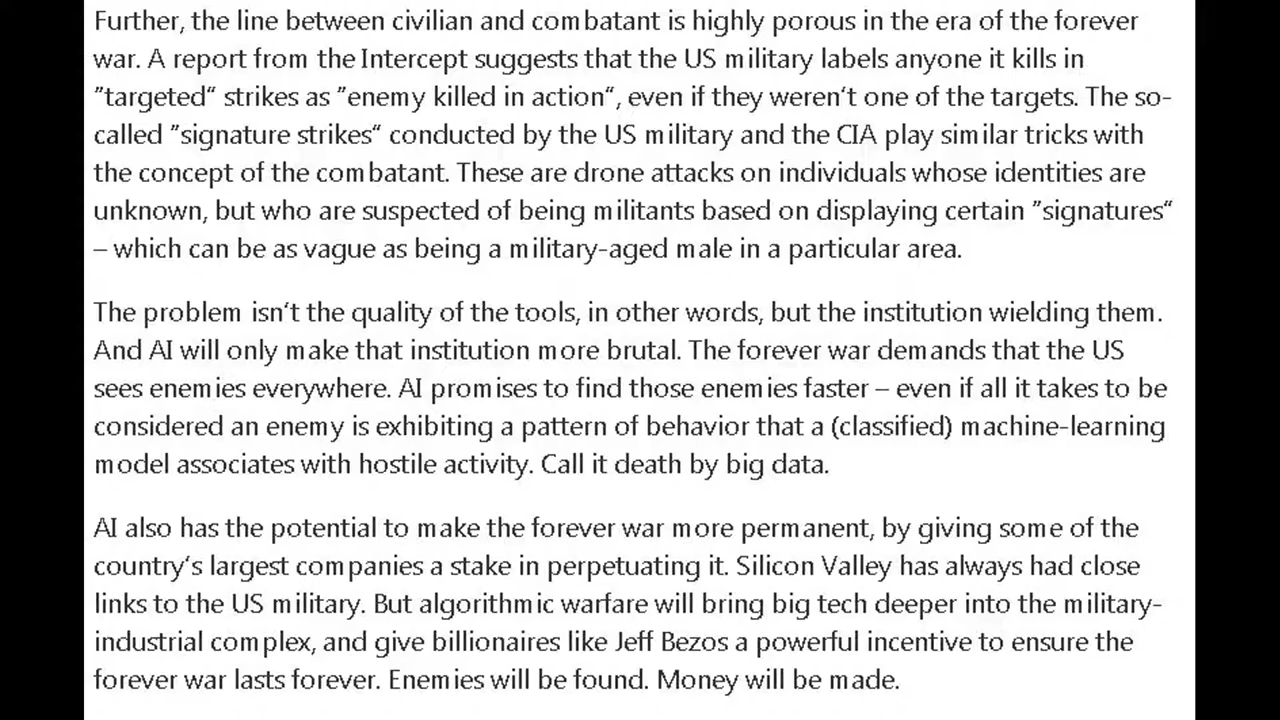 Further, the line between civilian and combatant is highly porous in the era of the forever
war. A report from the Intercept suggests that the US military labels anyone it kills in
”targeted“ strikes as ”enemy killed in action“, even if they weren’t one of the targets. The so-
called ”signature strikes“ conducted by the US military and the CIA play similar tricks with
the concept of the combatant. These are drone attacks on individuals whose identities are
unknown, but who are suspected of being militants based on displaying certain ”signatures“
– which can be as vague as being a military-aged male in a particular area.
The problem isn‘t the quality of the tools, in other words, but the institution wielding them.
And AI will only make that institution more brutal. The forever war demands that the US
sees enemies everywhere. AI promises to find those enemies faster – even if all it takes to be
considered an enemy is exhibiting a pattern of behavior that a (classified) machine-learning
model associates with hostile activity. Call it death by big data.
AI also has the potential to make the forever war more permanent, by giving some of the
country’s largest companies a stake in perpetuating it. Silicon Valley has always had close
links to the US military. But algorithmic warfare will bring big tech deeper into the military-
industrial complex, and give billionaires like Jeff Bezos a powerful incentive to ensure the
forever war lasts forever. Enemies will be found. Money will be made.